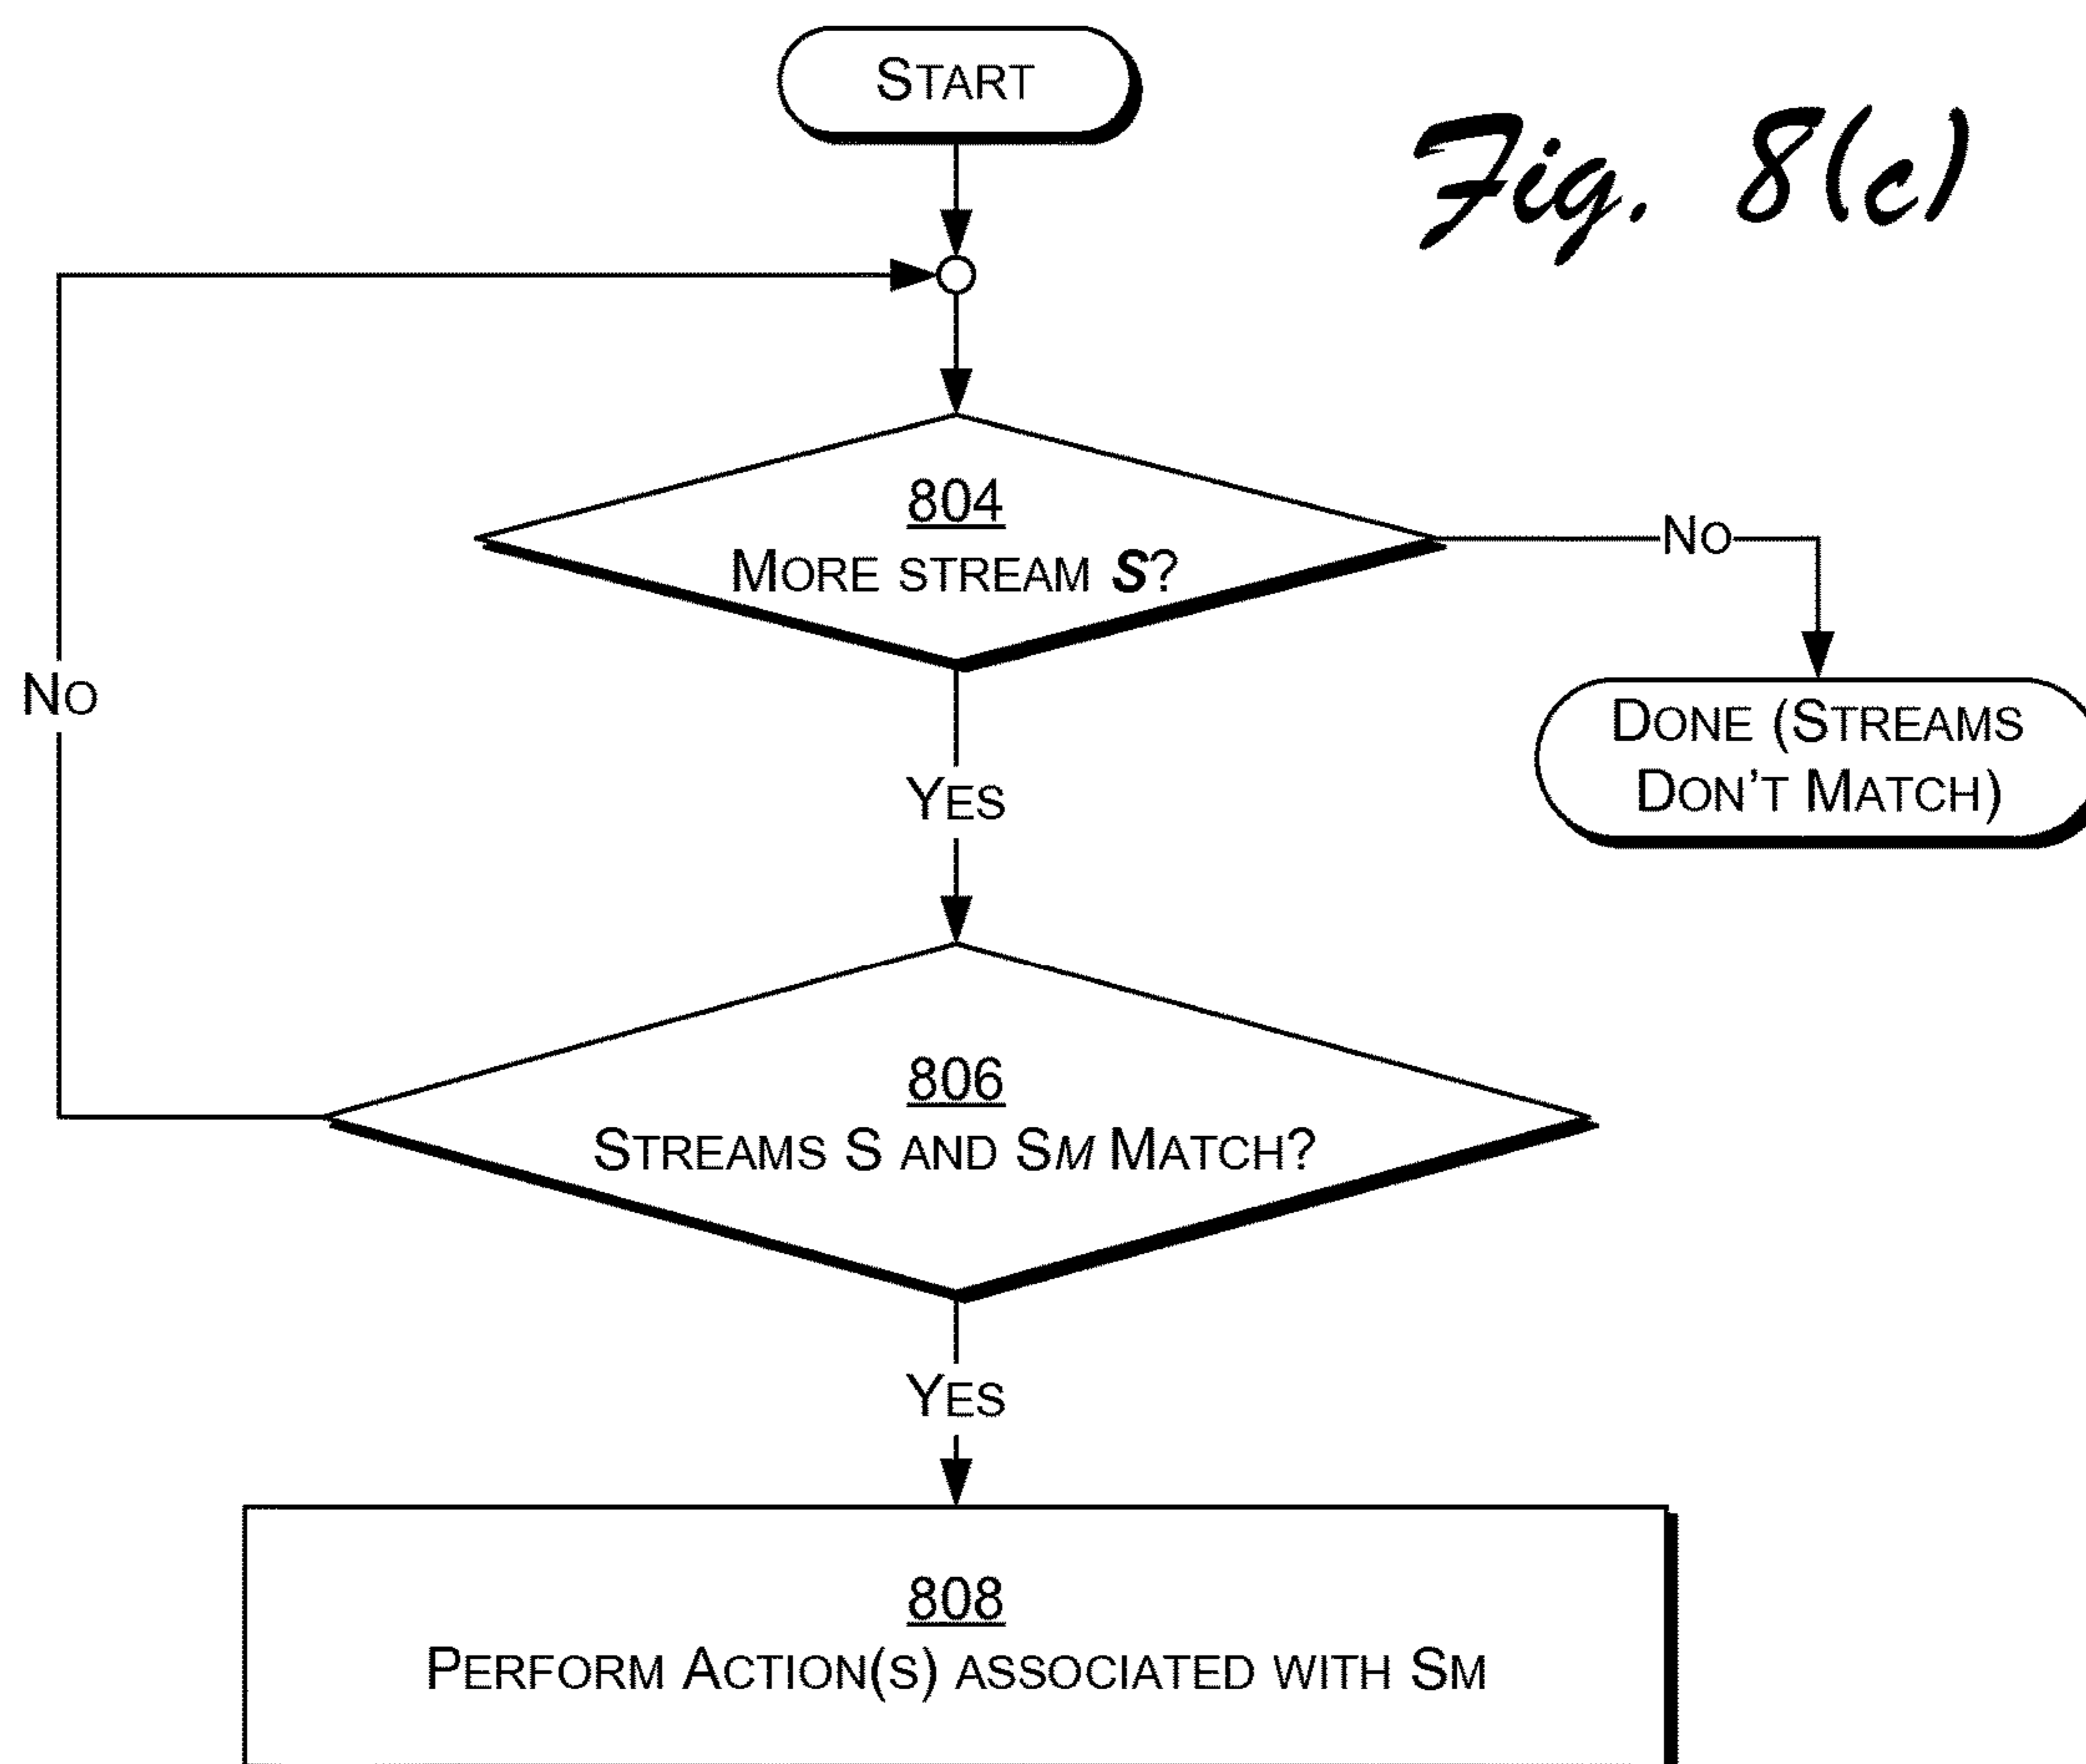 START
Fig. 8(c)
804
MORE STREAM S?
NO
NO
DONE (STREAMS
DON'T MATCH)
YES
806
STREAMS S AND SM MATCH?
YES
808
PERFORM ACTION(S) ASSOCIATED WITH SM